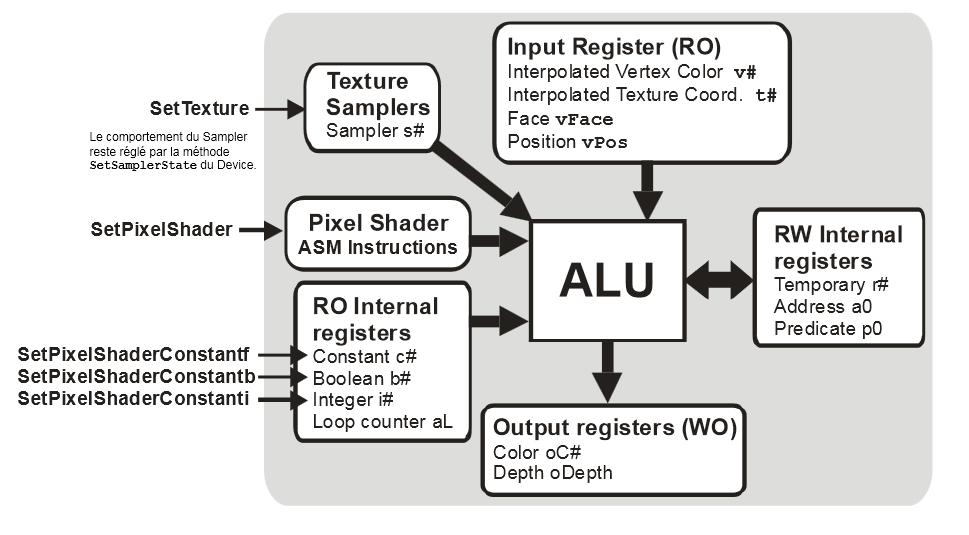 Input Register (RO)
Interpolated Vertex Color v#
Interpolated Texture Coord. t#
Face vFace
Position vPos
Texture
Samplers
Sampler s#
SetTexture
Le comportement du Sampler
reste réglé par la méthode
SetSamplerState du Device.
SetPixelShader
Pixel Shader
ASM Instructions
ALU
RW Internal
registers
Temporary r#
Address a0
Predicate p0
RO Internal
registers
Constant c#
Boolean b#
Integer i#
Loop counter aL
SetPixelShaderConstantf
SetPixelShaderConstantb
SetPixelShaderConstanti
Output registers (WO)
Color oC#
Depth oDepth